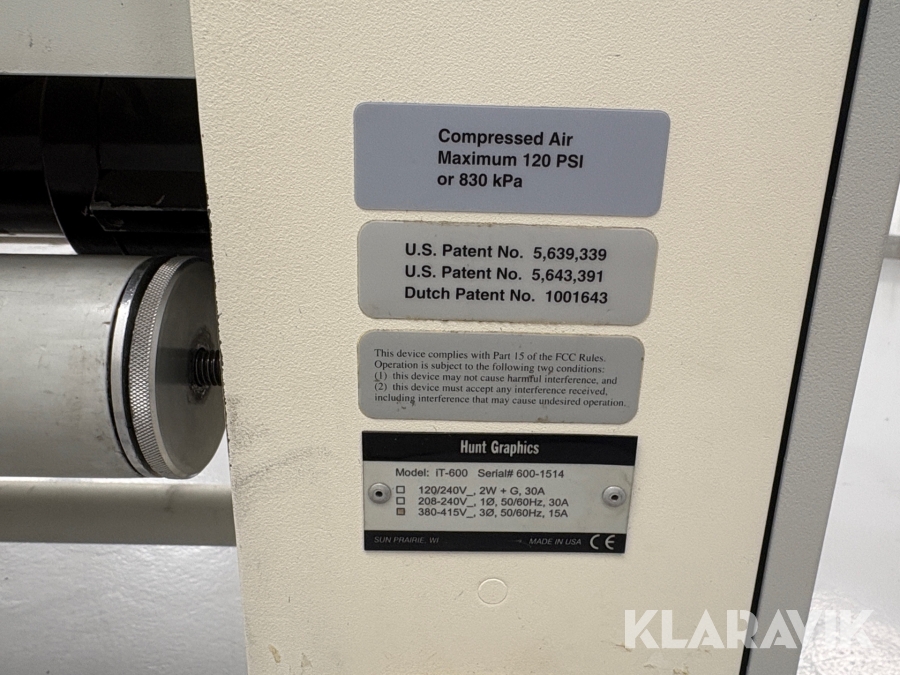 Compressed Air
Maximum 120 PSI
or 830 kPa
U.S. Patent No. 5,639,339
U.S. Patent No. 5,643,391
Dutch Patent No. 1001643
This device complies with Part 15 of the FCC Rules.
Operation is subject to the following two conditions:
(1) this device may not cause harmful interference, and
(2) this device must accept any interference received,
including interference that may cause undesired operation.
Hunt Graphics
Model: IT-600 Serial# 600-1514
120/240V_, 2W + G, 30A
208-240V_, 1Ø, 50/60Hz, 30A
380-415V_, 3Ø, 50/60Hz, 15A
SUN PRAIRIE, WI MADE IN USA CE
KLARAVIK